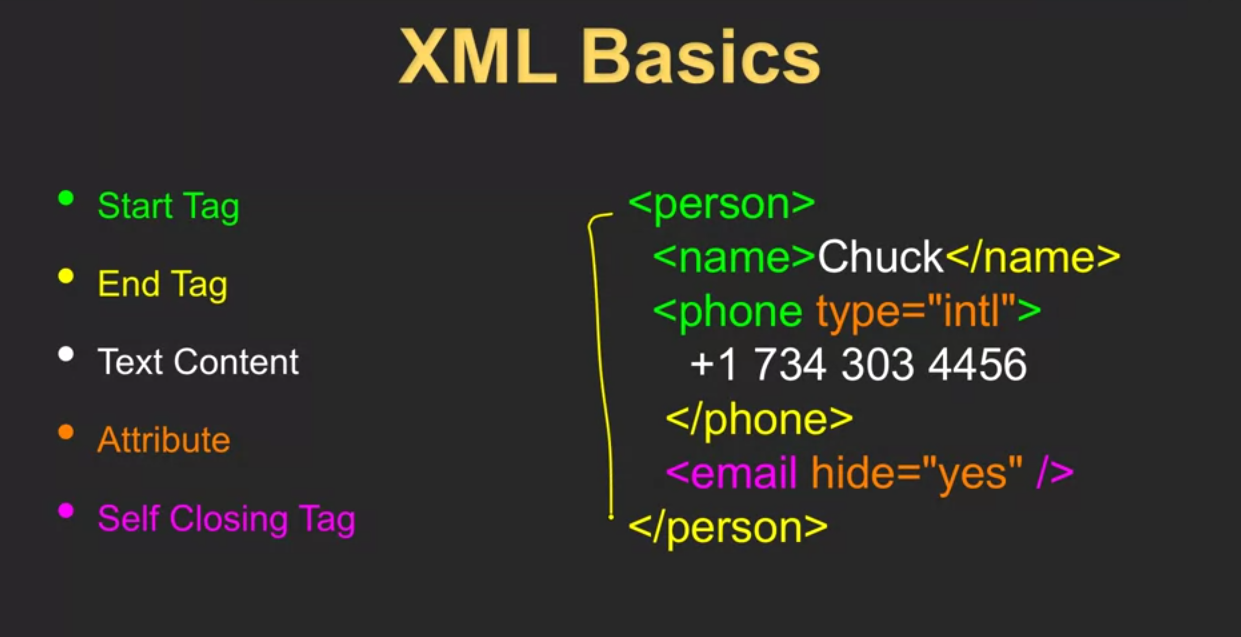 XML Basics
Start Tag
End Tag
Text Content
Attribute
Self Closing Tag
<person>
<name>Chuck</name>
<phone type="intl">
+1 734 303 4456
</phone>
<email hide="yes" />
</person>